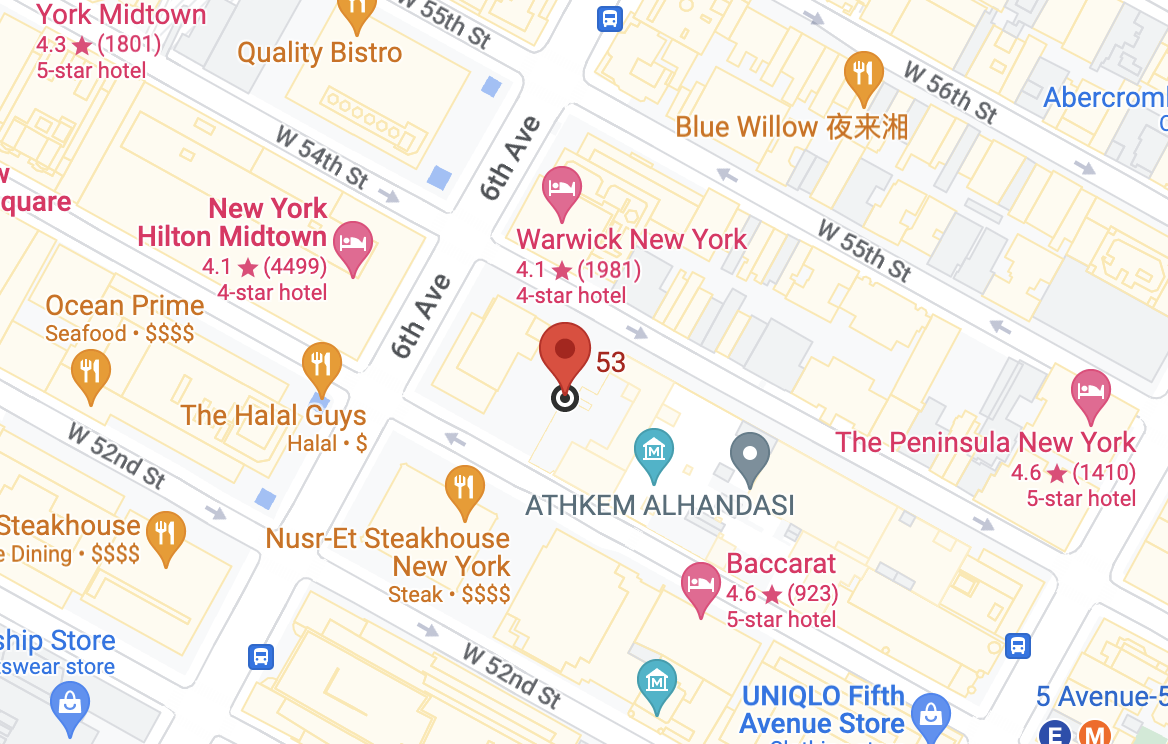 York Midtown
4.3 ★ (1801)
5-star hotel
Quality Bistro
W 55th St
W 56th St
Abercromb
Blue Willow 夜来湘
W 54th St
6th Ave
quare
New York
Hilton Midtown
4.1 ★ (4499)
4-star hotel
Warwick New York
4.1 ★ (1981)
4-star hotel
W 55th St
Ocean Prime
Seafood • $$$$
6th Ave
53
The Halal Guys
Halal • $
The Peninsula New York
4.6 ★ (1410)
5-star hotel
W 52nd St
ATHKEM ALHANDASI
Steakhouse
e Dining • $$$$
Nusr-Et Steakhouse
New York
Steak • $$$$
Baccarat
4.6 ★ (923)
5-star hotel
ship Store
kswear store
W 52nd St
UNIQLO Fifth
Avenue Store
5 Avenue-5
E M